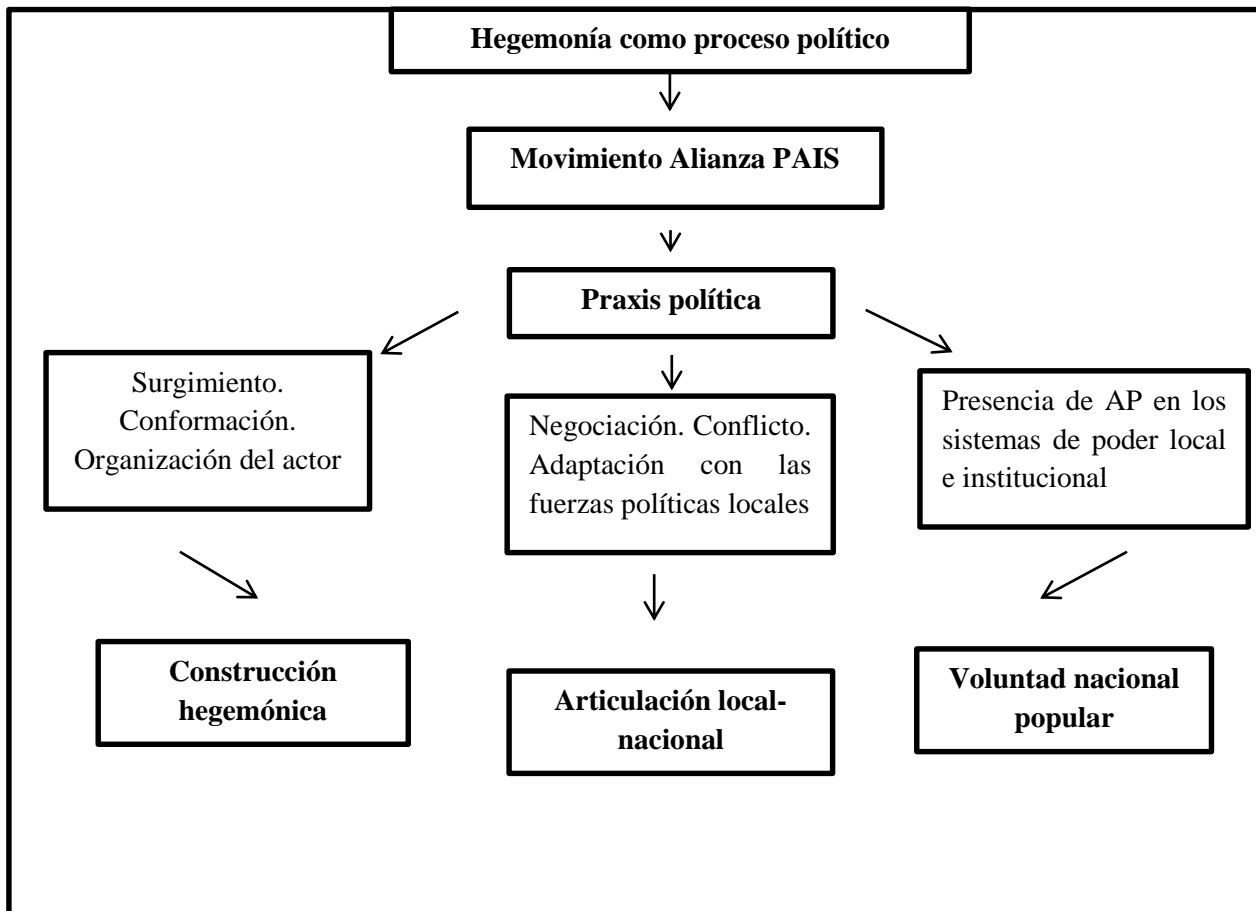 Hegemonía como proceso político
Movimiento Alianza PAIS
Praxis política
Surgimiento.
Conformación.
Organización del actor
Negociación. Conflicto.
Adaptación con las
fuerzas políticas locales
Presencia de AP en los
sistemas de poder local
e institucional
Construcción
hegemónica
Articulación local-
nacional
Voluntad nacional
popular